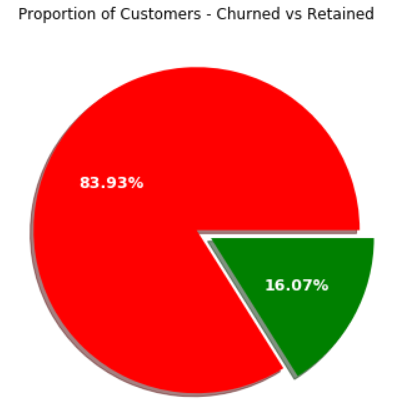 Proportion of Customers - Churned vs Retained
83.93%
16.07%